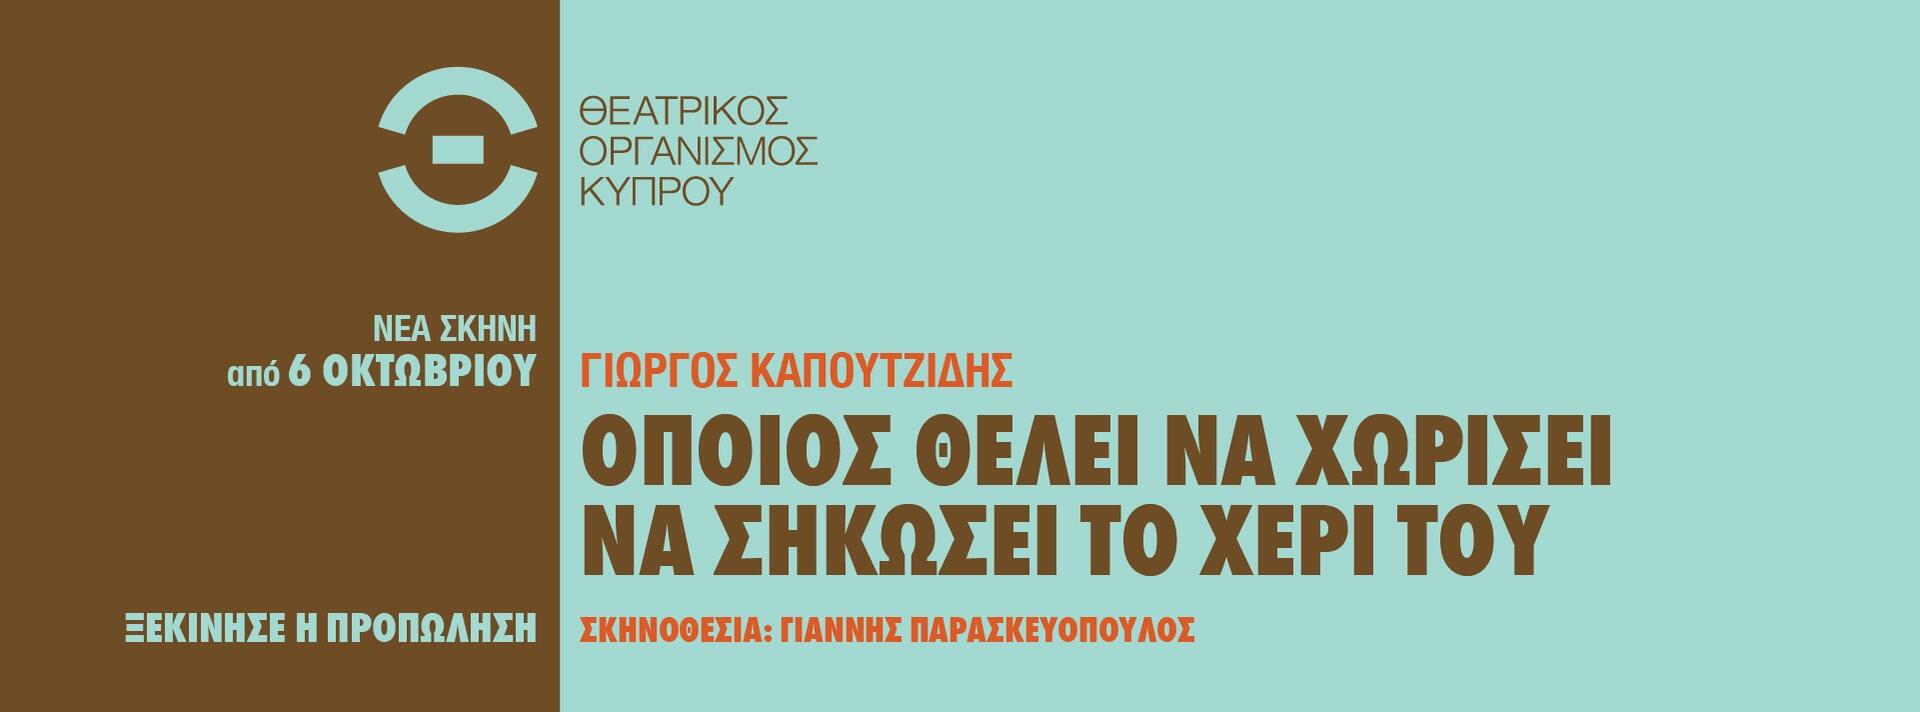 ΘΕΑΤΡΙΚΟΣ
ΟΡΓΑΝΙΣΜΟΣ
ΚΥΠΡΟΥ
ΝΕΑ ΣΚΗΝΗ
από 6 ΟΚΤΩΒΡΙΟΥ
ΓΙΩΡΓΟΣ ΚΑΠΟΥΤΖΙΔΗΣ
ΟΠΟΙΟΣ ΘΕΛΕΙ ΝΑ ΧΩΡΙΣΕΙ
ΝΑ ΣΗΚΩΣΕΙ ΤΟ ΧΕΡΙ ΤΟΥ
ΞΕΚΙΝΗΣΕ Η ΠΡΟΠΩΛΗΣΗ
ΣΚΗΝΟΘΕΣΙΑ: ΓΙΑΝΝΗΣ ΠΑΡΑΣΚΕΥΟΠΟΥΛΟΣ